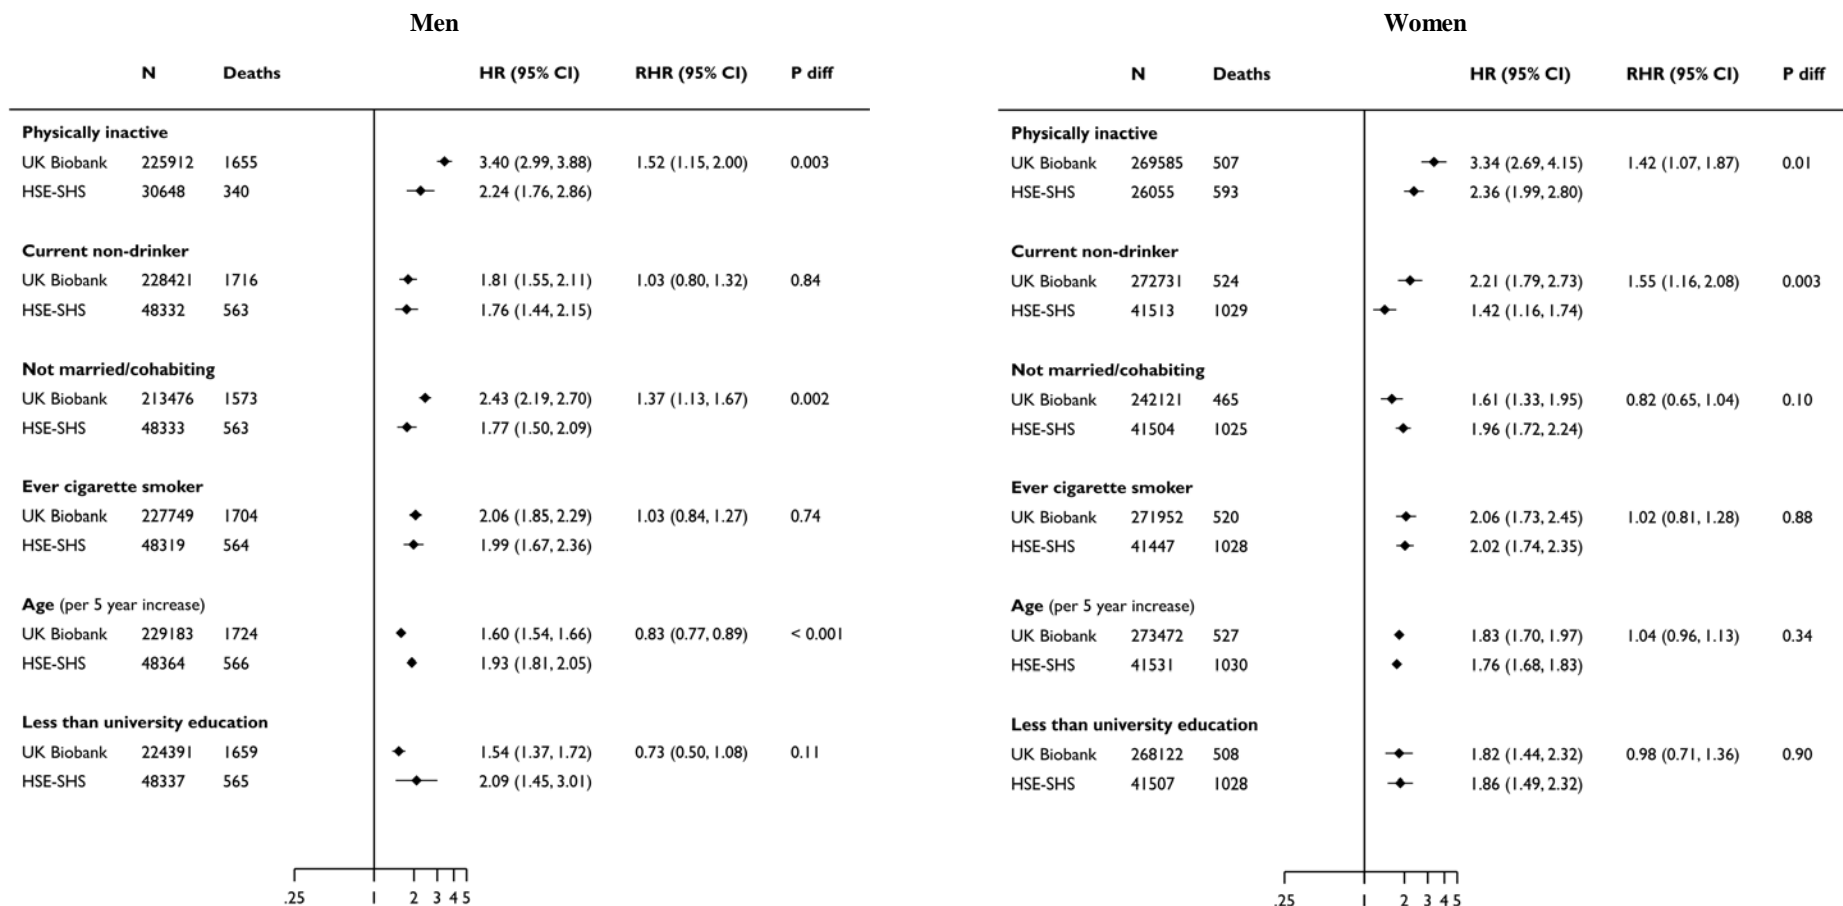 Men
N Deaths HR (95% CI) RHR (95% CI) P diff
Physically inactive
UK Biobank 225912 1655 3.40 (2.99, 3.88) 1.52 (1.15, 2.00) 0.003
HSE-SHS 30648 340 2.24 (1.76, 2.86)
Current non-drinker
UK Biobank 228421 1716 1.81 (1.55, 2.11) 1.03 (0.80, 1.32) 0.84
HSE-SHS 48332 563 1.76 (1.44, 2.15)
Not married/cohabiting
UK Biobank 213476 1573 2.43 (2.19, 2.70) 1.37 (1.13, 1.67) 0.002
HSE-SHS 48333 563 1.77 (1.50, 2.09)
Ever cigarette smoker
UK Biobank 227749 1704 2.06 (1.85, 2.29) 1.03 (0.84, 1.27) 0.74
HSE-SHS 48319 564 1.99 (1.67, 2.36)
Age (per 5 year increase)
UK Biobank 229183 1724 1.60 (1.54, 1.66) 0.83 (0.77, 0.89) < 0.001
HSE-SHS 48364 566 1.93 (1.81, 2.05)
Less than university education
UK Biobank 224391 1659 1.54 (1.37, 1.72) 0.73 (0.50, 1.08) 0.11
HSE-SHS 48337 565 2.09 (1.45, 3.01)
.25 1 2 3 4 5
Women
N Deaths HR (95% CI) RHR (95% CI) P diff
Physically inactive
UK Biobank 269585 507 3.34 (2.69, 4.15) 1.42 (1.07, 1.87) 0.01
HSE-SHS 26055 593 2.36 (1.99, 2.80)
Current non-drinker
UK Biobank 272731 524 2.21 (1.79, 2.73) 1.55 (1.16, 2.08) 0.003
HSE-SHS 41513 1029 1.42 (1.16, 1.74)
Not married/cohabiting
UK Biobank 242121 465 1.61 (1.33, 1.95) 0.82 (0.65, 1.04) 0.10
HSE-SHS 41504 1025 1.96 (1.72, 2.24)
Ever cigarette smoker
UK Biobank 271952 520 2.06 (1.73, 2.45) 1.02 (0.81, 1.28) 0.88
HSE-SHS 41447 1028 2.02 (1.74, 2.35)
Age (per 5 year increase)
UK Biobank 273472 527 1.83 (1.70, 1.97) 1.04 (0.96, 1.13) 0.34
HSE-SHS 41531 1030 1.76 (1.68, 1.83)
Less than university education
UK Biobank 268122 508 1.82 (1.44, 2.32) 0.98 (0.71, 1.36) 0.90
HSE-SHS 41507 1028 1.86 (1.49, 2.32)
.25 1 2 3 4 5